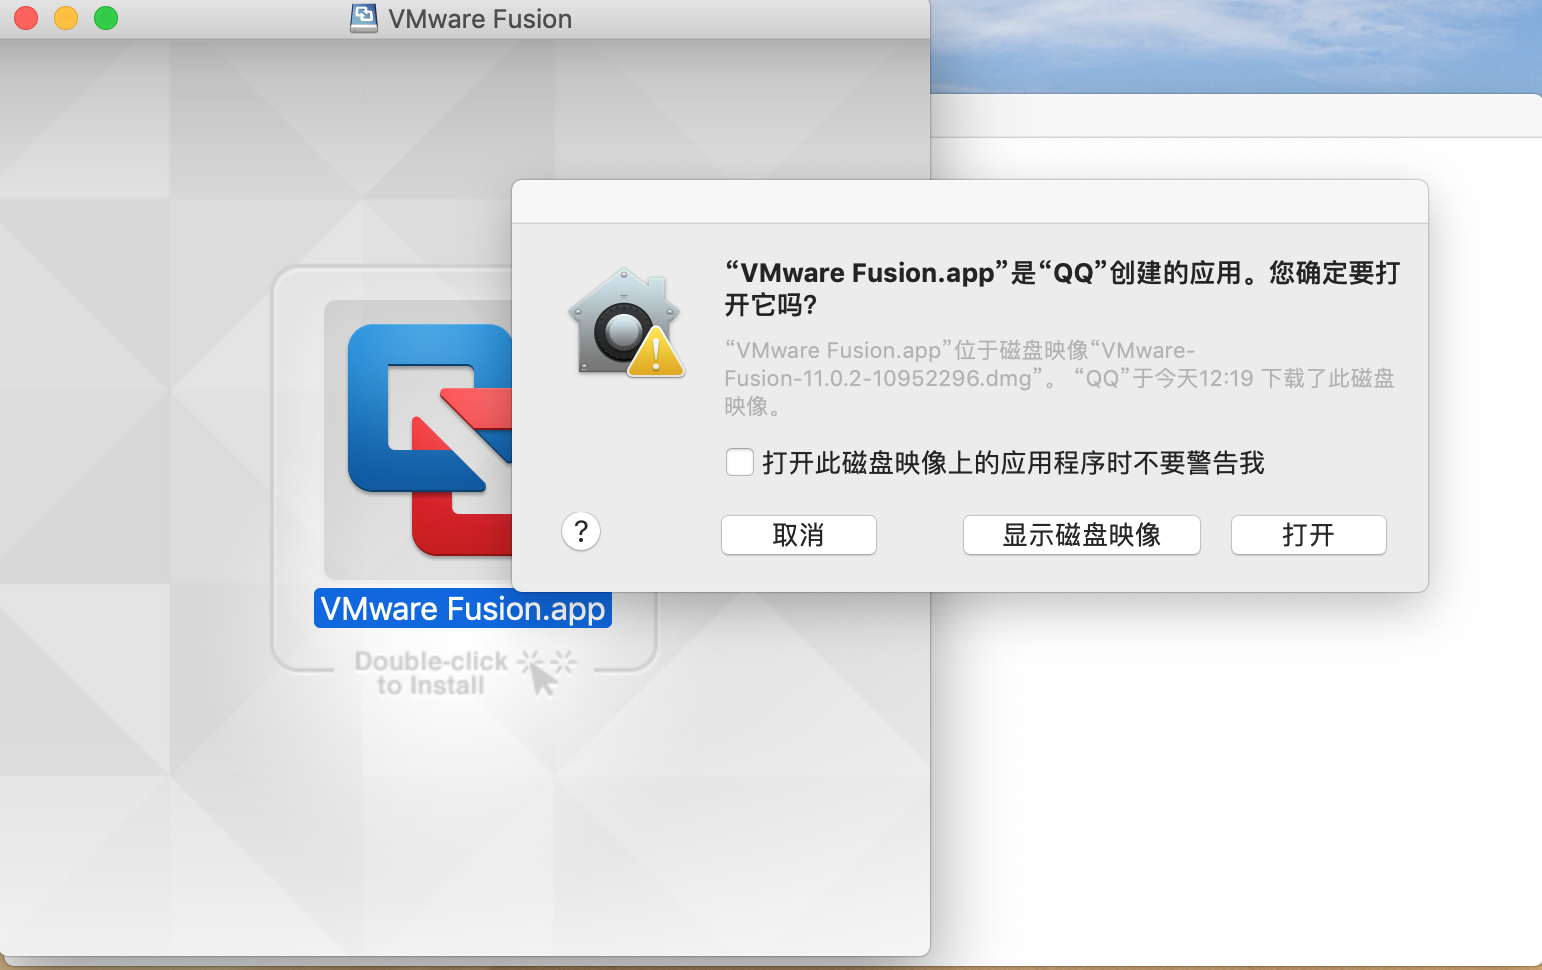 VMware Fusion
“VMware Fusion.app”是“QQ”创建的应用。您确定要打
开它吗?
“VMware Fusion.app”位于磁盘映像“VMware-
Fusion-11.0.2-10952296.dmg”。 “QQ”于今天12:19 下载了此磁盘
映像。
打开此磁盘映像上的应用程序时不要警告我
?
取消
显示磁盘映像
打开
VMware Fusion.app
Double-click
to Install